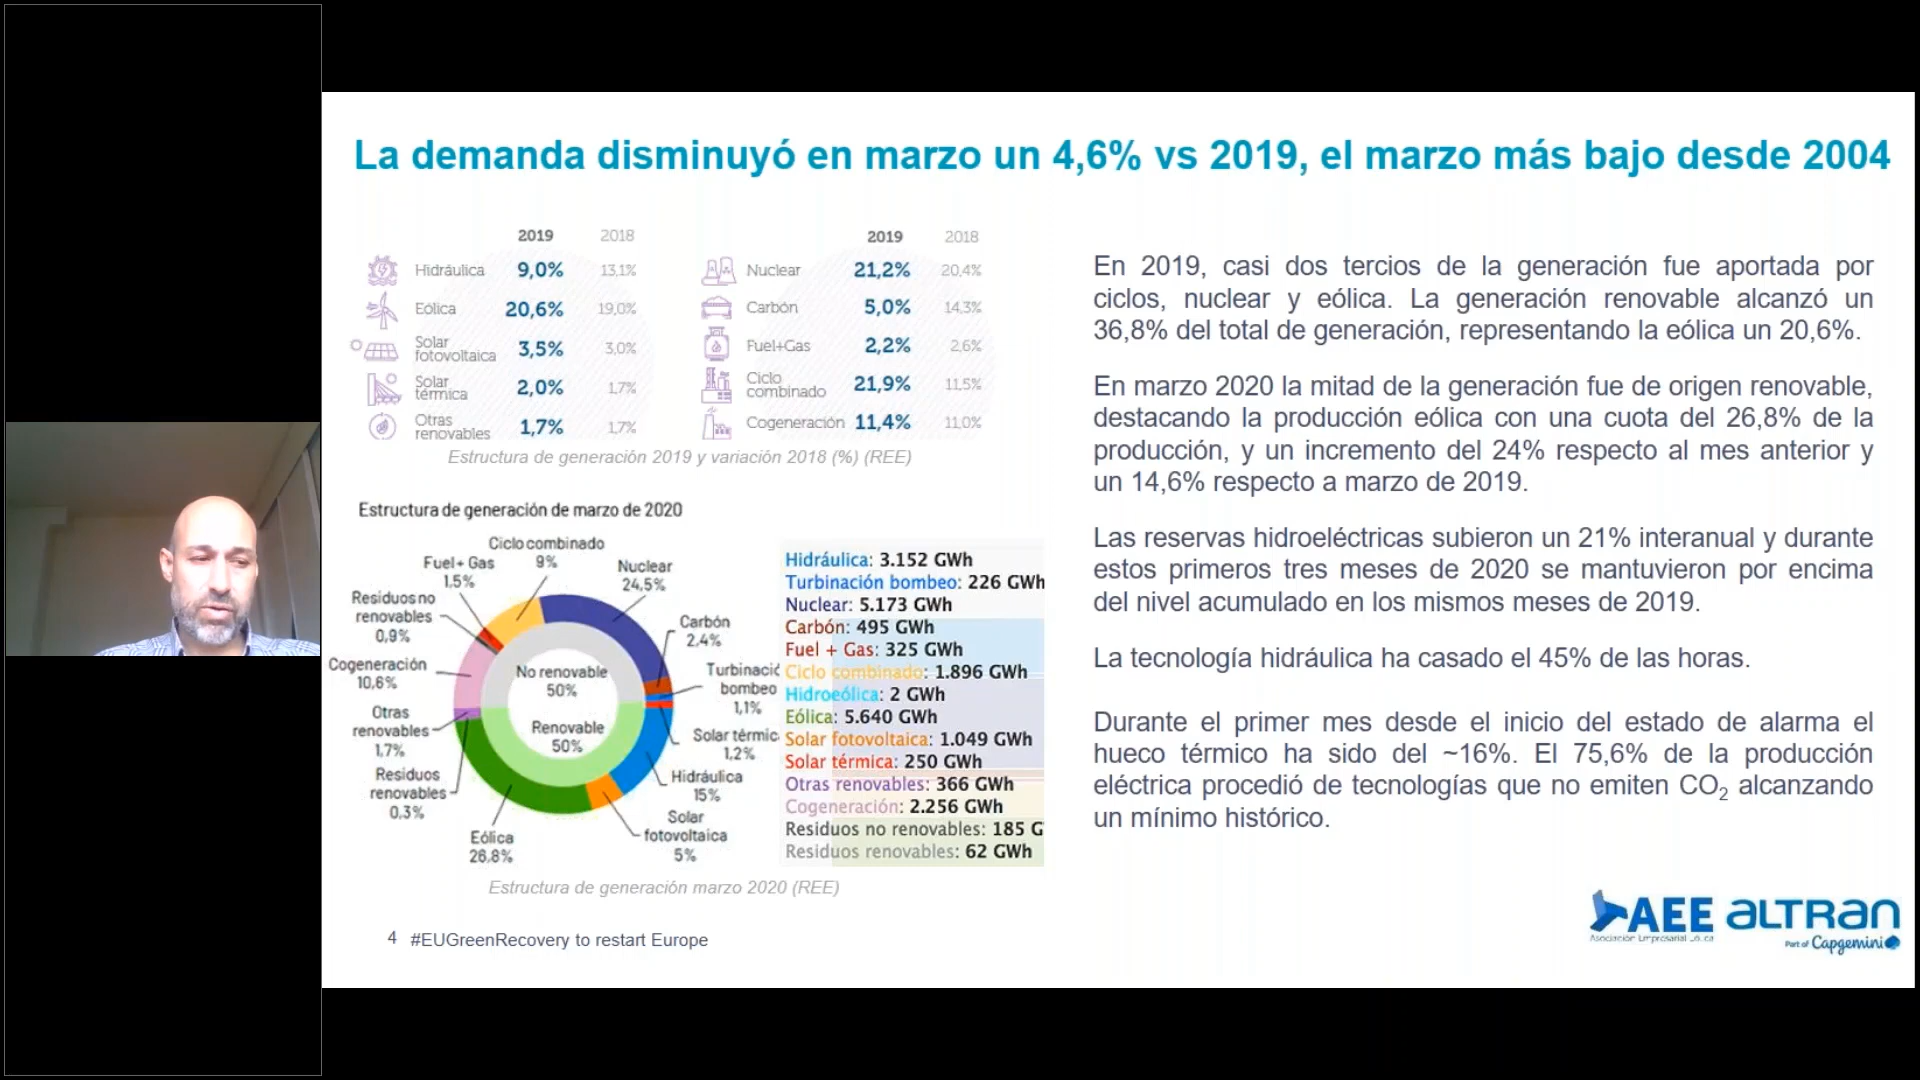 La demanda disminuyó en marzo un 4,6% vs 2019, el marzo más bajo desde 2004
2019 2018
Hidráulica 9,0% 13,1%
Eólica 20,6% 19,0%
Solar
fotovoltaica 3,5% 3,0%
Solar
térmica 2,0% 1,7%
Otras
renovables 1,7% 1,7%
2019 2018
Nuclear 21,2% 20,4%
Carbón 5,0% 14,3%
Fuel+Gas 2,2% 2,6%
Ciclo
combinado 21,9% 11,5%
Cogeneración 11,4% 11,0%
Estructura de generación 2019 y variación 2018 (%) (REE)
Estructura de generación de marzo de 2020
Ciclo combinado
9%
Fuel + Gas
1,5%
Nuclear
24,5%
Residuos no
renovables
0,9%
Carbón
2,4%
Cogeneración
10,6%
No renovable
50%
Turbinació
bombeo
1,1%
Otras
renovables
1,7%
Renovable
50%
Solar térmic
1,2%
Residuos
renovables
0,3%
Hidráulica
15%
Solar
fotovoltaica
5%
Eólica
26,8%
Hidráulica: 3.152 GWh
Turbinación bombeo: 226 GWh
Nuclear: 5.173 GWh
Carbón: 495 GWh
Fuel + Gas: 325 GWh
Ciclo combinado: 1.896 GWh
Hidroeólica: 2 GWh
Eólica: 5.640 GWh
Solar fotovoltaica: 1.049 GWh
Solar térmica: 250 GWh
Otras renovables: 366 GWh
Cogeneración: 2.256 GWh
Residuos no renovables: 185 G
Residuos renovables: 62 GWh
Estructura de generación marzo 2020 (REE)
En 2019, casi dos tercios de la generación fue aportada por
ciclos, nuclear y eólica. La generación renovable alcanzó un
36,8% del total de generación, representando la eólica un 20,6%.
En marzo 2020 la mitad de la generación fue de origen renovable,
destacando la producción eólica con una cuota del 26,8% de la
producción, y un incremento del 24% respecto al mes anterior y
un 14,6% respecto a marzo de 2019.
Las reservas hidroeléctricas subieron un 21% interanual y durante
estos primeros tres meses de 2020 se mantuvieron por encima
del nivel acumulado en los mismos meses de 2019.
La tecnología hidráulica ha casado el 45% de las horas.
Durante el primer mes desde el inicio del estado de alarma el
hueco térmico ha sido del ~16%. El 75,6% de la producción
eléctrica procedió de tecnologías que no emiten CO2 alcanzando
un mínimo histórico.
4 #EUGreenRecovery to restart Europe
AEE
Asociación Empresarial
ALTRAN
Part of Capgemini